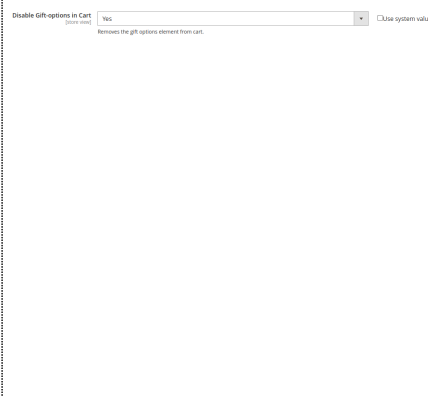 Disable Gift-options in Cart
[store view]
Yes
Use system valu
Removes the gift options element from cart.